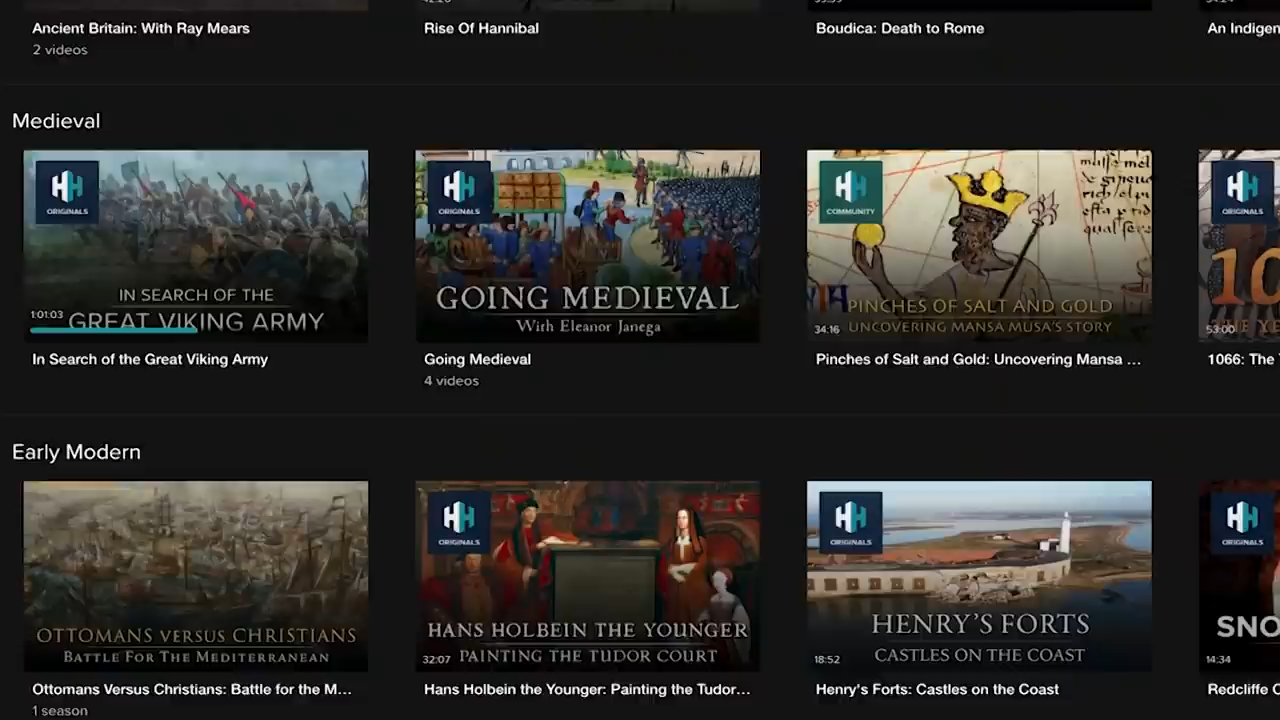 Ancient Britain: With Ray Mears
Rise Of Hannibal
Boudica: Death to Rome
An Indigen
2 videos
Medieval
ORIGINALS
IN SEARCH OF THE
GREAT VIKING ARMY
1:01:03
In Search of the Great Viking Army
ORIGINALS
GOING MEDIEVAL
With Eleanor Janega
Going Medieval
4 videos
COMMUNITY
PINCHES OF SALT AND GOLD
UNCOVERING MANSA MUSA'S STORY
34:16
Pinches of Salt and Gold: Uncovering Mansa ...
ORIGINALS
10
53:00
1066: The
Early Modern
OTTOMANS VERSUS CHRISTIANS
BATTLE FOR THE MEDITERRANEAN
Ottomans Versus Christians: Battle for the M...
1 season
ORIGINALS
HANS HOLBEIN THE YOUNGER
PAINTING THE TUDOR COURT
32:07
Hans Holbein the Younger: Painting the Tudor...
ORIGINALS
HENRY'S FORTS
CASTLES ON THE COAST
18:52
Henry's Forts: Castles on the Coast
ORIGINALS
SNO
14:34
Redcliffe C